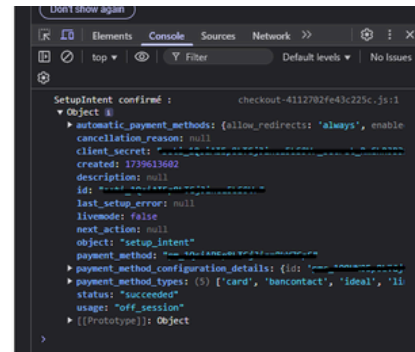 Don't show again
Elements Console Sources Network
top Filter Default levels No Issues
SetupIntent confirmé : checkout-4112702fe43c225c.js:1
Object
automatic_payment_methods: {allow_redirects: 'always', enable
cancellation_reason: null
client_secret:
created: 1739613602
description: null
id:
last_setup_error: null
livemode: false
next_action: null
object: "setup_intent"
payment_method:
payment_method_configuration_details: {id:
payment_method_types: (5) ['card', 'bancontact', 'ideal', 'li
status: "succeeded"
usage: "off_session"
[[Prototype]]: Object